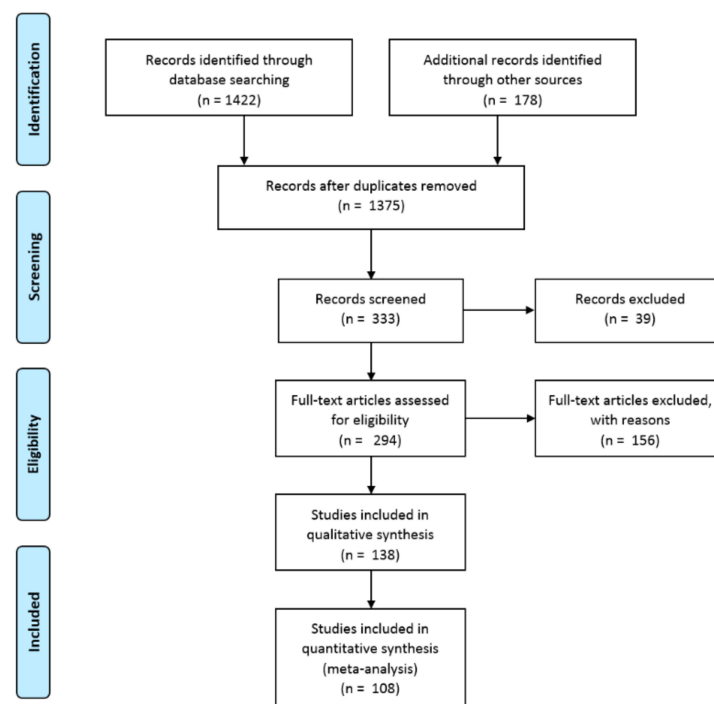 Identification
Records identified through
database searching
(n = 1422)
Additional records identified
through other sources
(n = 178)
Records after duplicates removed
(n = 1375)
Screening
Records screened
(n = 333)
Records excluded
(n = 39)
Eligibility
Full-text articles assessed
for eligibility
(n = 294)
Full-text articles excluded,
with reasons
(n = 156)
Studies included in
qualitative synthesis
(n = 138)
Included
Studies included in
quantitative synthesis
(meta-analysis)
(n = 108)